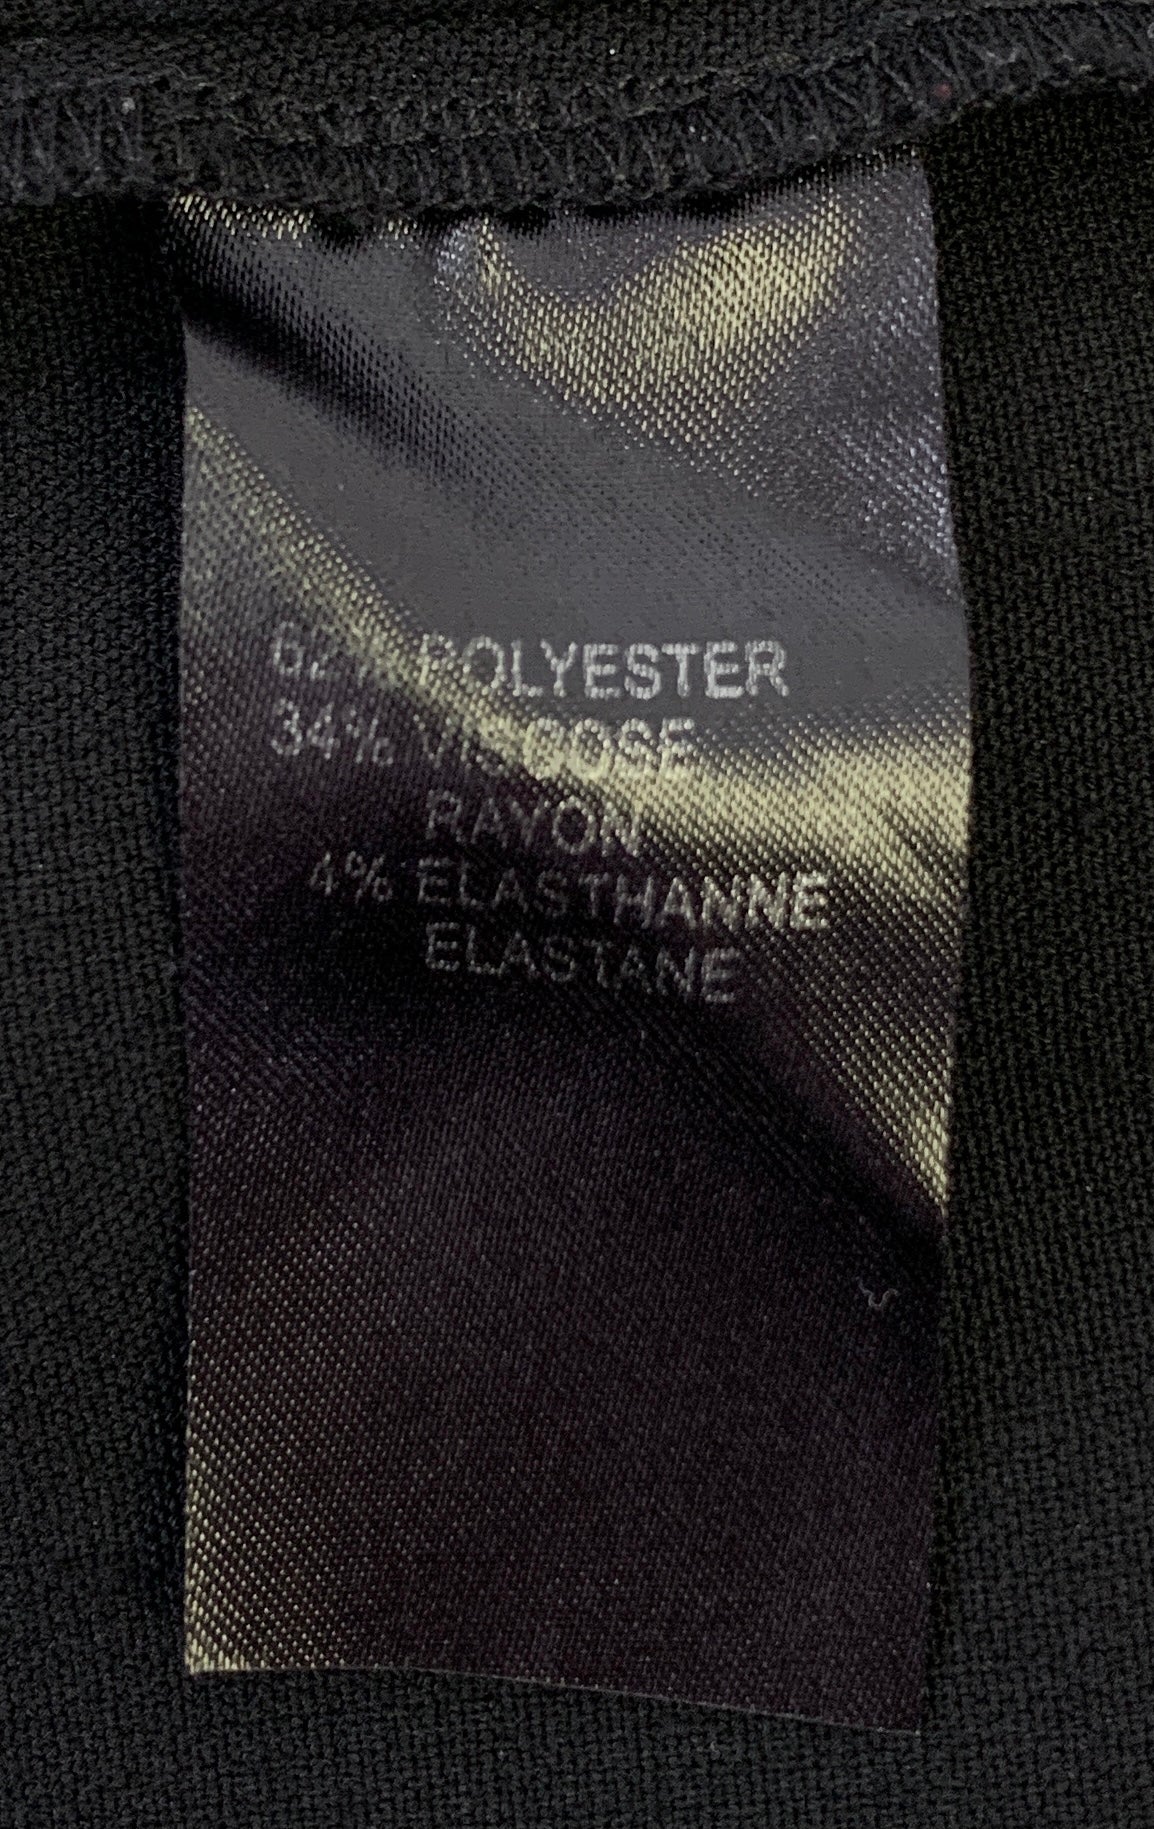 62% POLYESTER
34% VISCOSE
RAYON
4% ELASTHANNE
ELASTANE